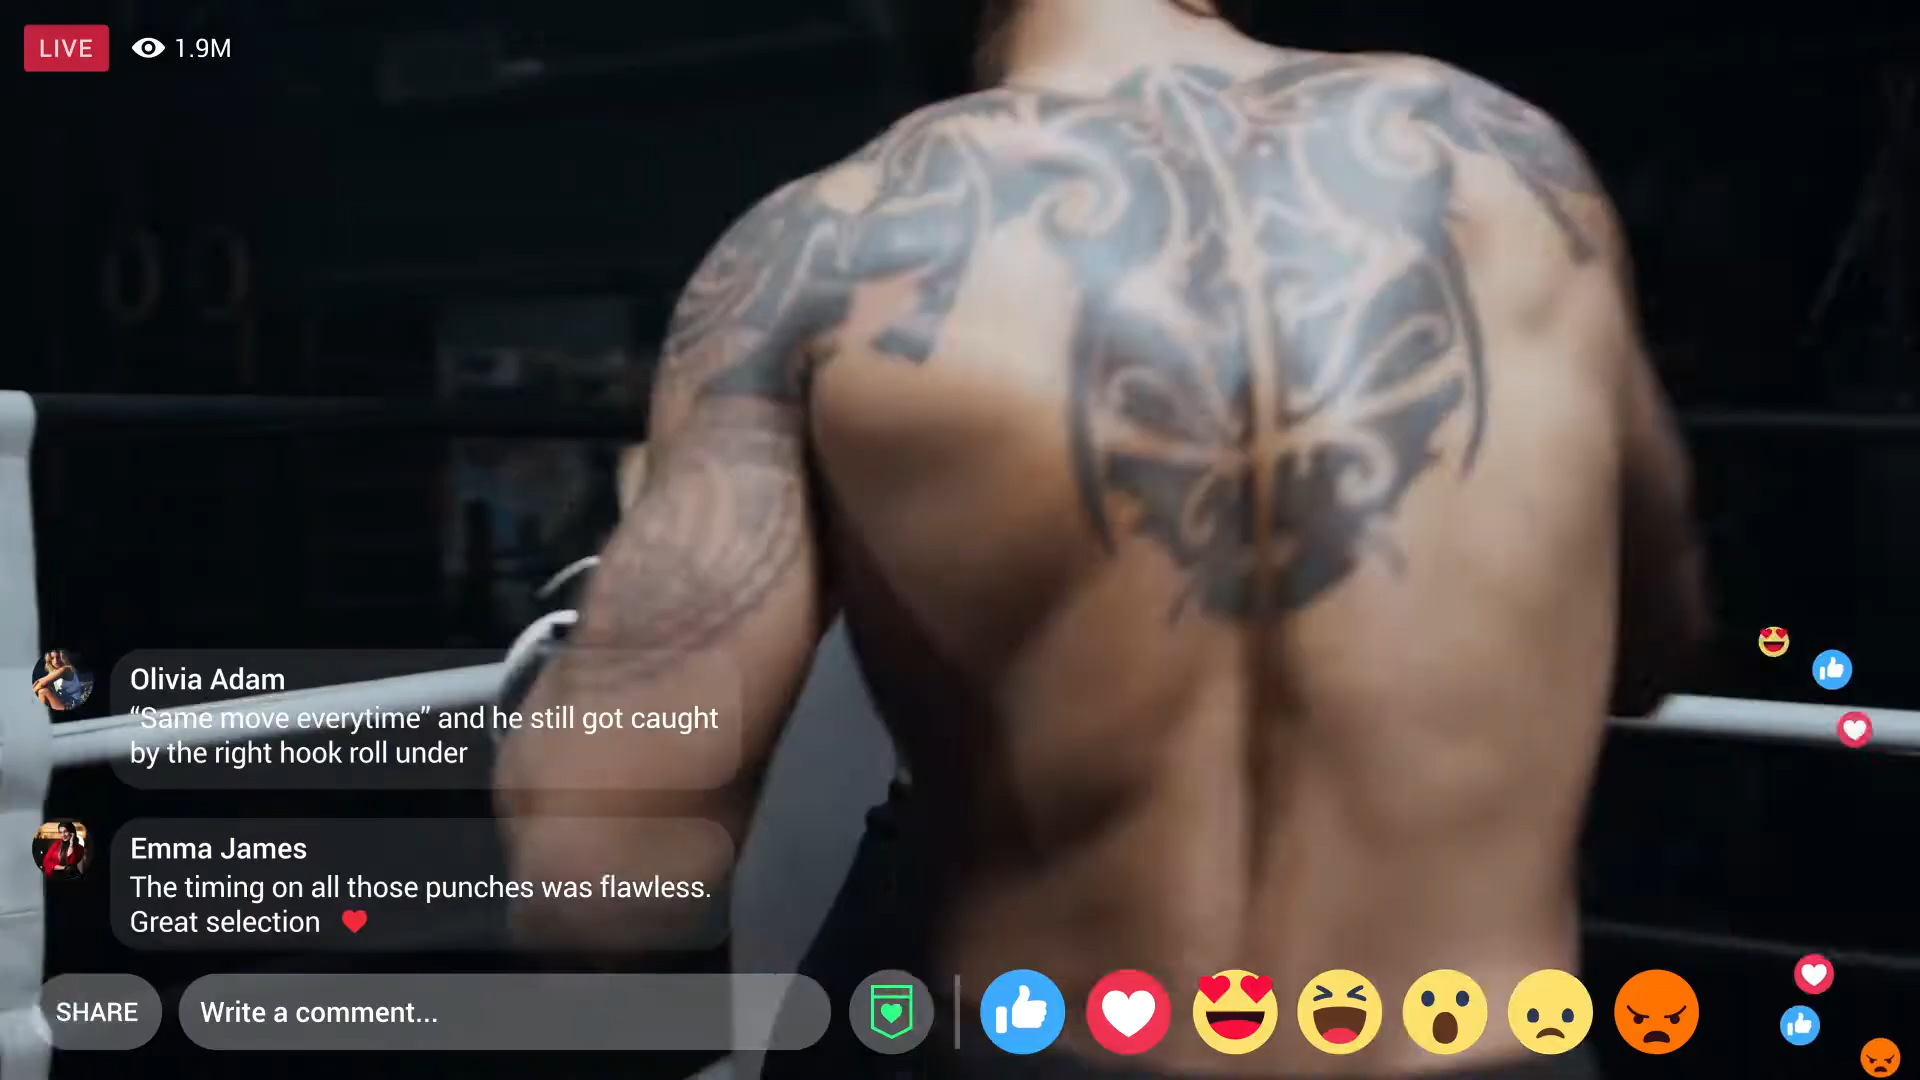 LIVE 1.9M
Olivia Adam
“Same move everytime” and he still got caught
by the right hook roll under
Emma James
The timing on all those punches was flawless.
Great selection ❤️
SHARE Write a comment...